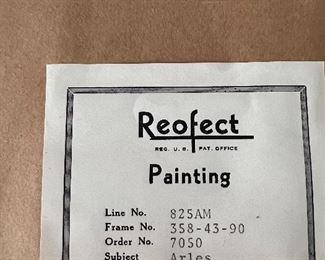 Reofect
REG. U. S. PAT. OFFICE
Painting
Line No. 825AM
Frame No. 358-43-90
Order No. 7050
Subject Arles